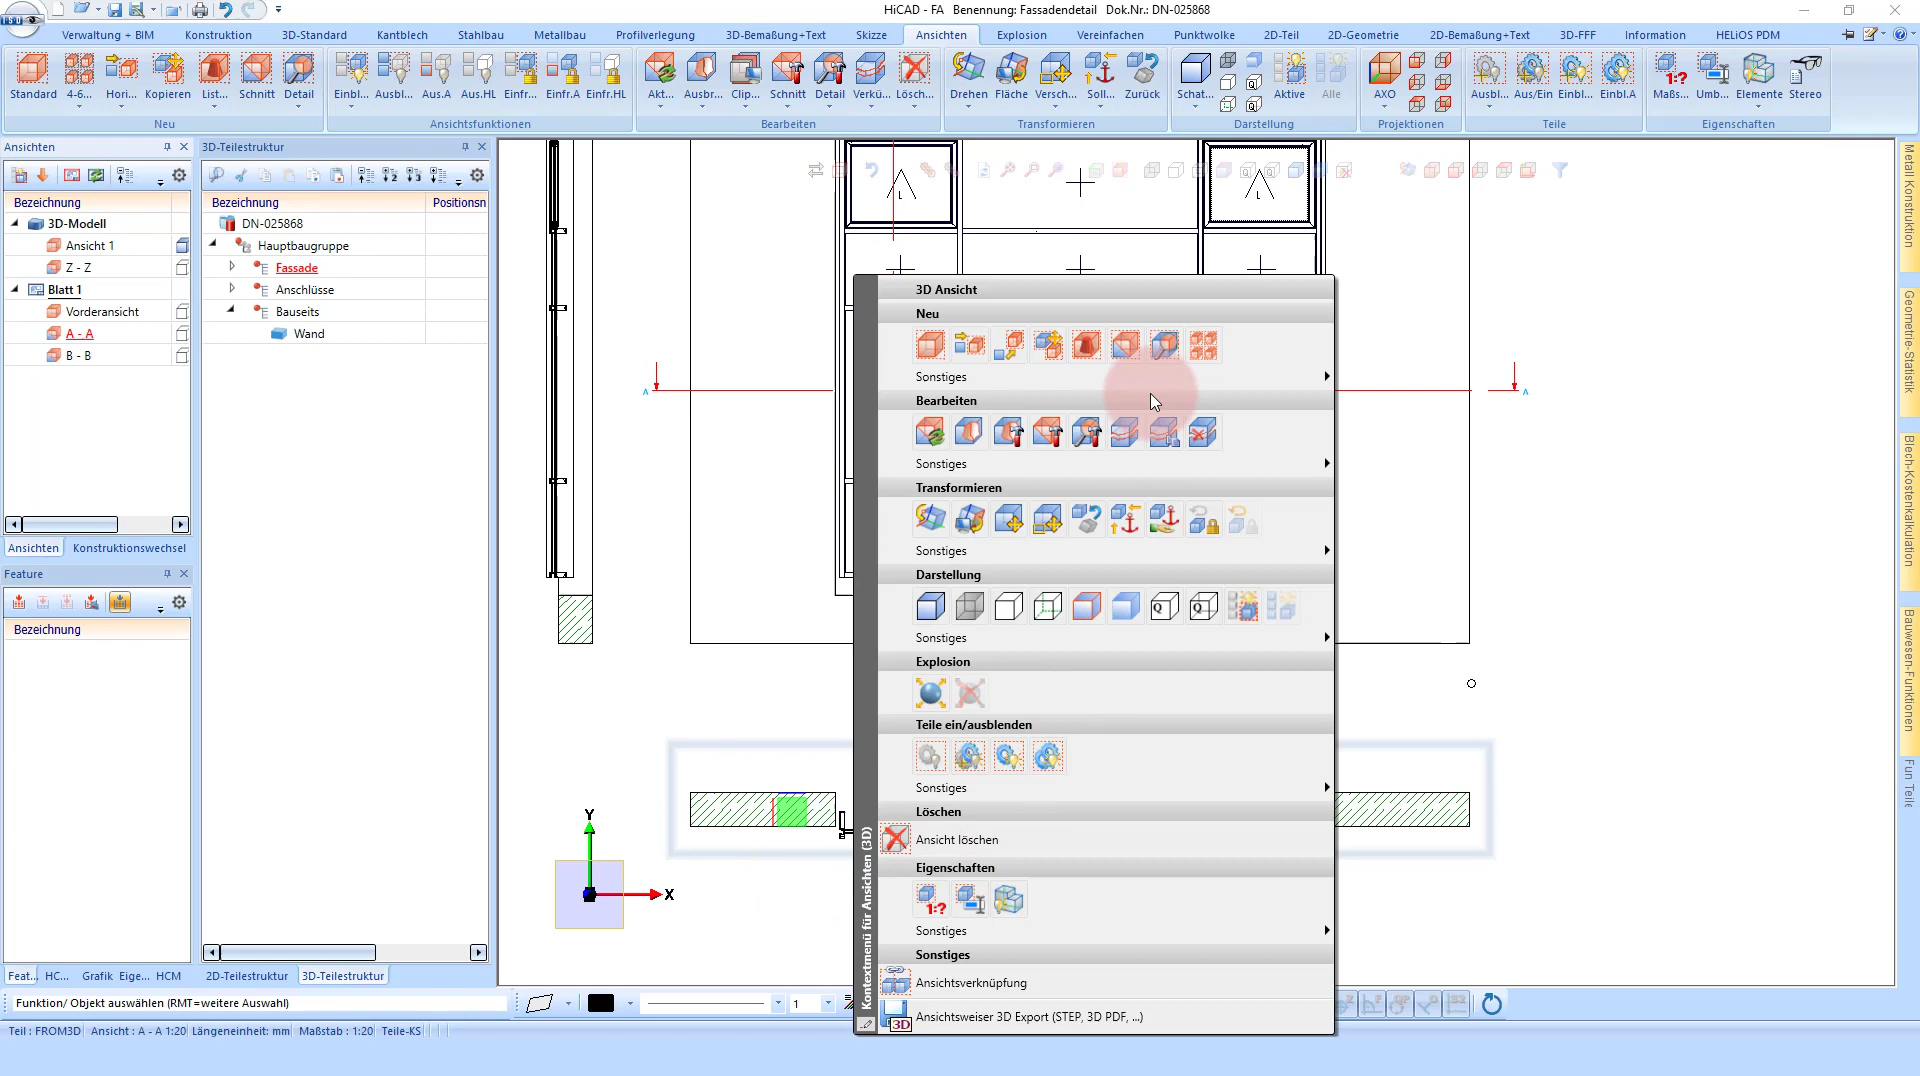 HiCAD - FA   Benennung: Fassadendetail   Dok.Nr.: DN-025868
Verwaltung + BIM
Konstruktion
3D-Standard
Kantblech
Stahlbau
Metallbau
Profilverlegung
3D-Bemaßung+Text
Skizze
Ansichten
Explosion
Vereinfachen
Punktwolke
2D-Teil
2D-Geometrie
2D-Bemaßung+Text
3D-FFF
Information
HELiOS PDM
Standard
4-6...
Hori...
Kopieren
List...
Schnitt
Detail
Einbl...
Ausbl...
Aus.A
Aus.HL
Einfr...
Einfr.A
Einfr.HL
Akt...
Ausbr...
Clip...
Schnitt
Detail
Verkü...
Lösch...
Drehen
Fläche
Versch...
Soll...
Zurück
Schat...
Aktive
Alle
AXO
Ausbl...
Aus/Ein
Einbl...
Einbl.A
Maßs...
Umb...
Elemente
Stereo
Neu
Ansichtsfunktionen
Bearbeiten
Transformieren
Darstellung
Projektionen
Teile
Eigenschaften
Ansichten
Bezeichnung
3D-Modell
Ansicht 1
Z - Z
Blatt 1
Vorderansicht
A - A
B - B
Ansichten
Konstruktionswechsel
Feature
Bezeichnung
Feat...
HC...
Grafik
Eige...
HCM
3D-Teilestruktur
Bezeichnung
Positionsn
DN-025868
Hauptbaugruppe
Fassade
Anschlüsse
Bauseits
Wand
2D-Teilestruktur
3D-Teilestruktur
L
L
A
A
Y
X
3D Ansicht
Neu
Sonstiges
Bearbeiten
Sonstiges
Transformieren
Sonstiges
Darstellung
Q
Q
Sonstiges
Explosion
Teile ein/ausblenden
Sonstiges
Löschen
Ansicht löschen
Eigenschaften
1:?
Sonstiges
Sonstiges
Ansichtsverknüpfung
3D
Ansichtsweiser 3D Export (STEP, 3D PDF, ...)
Kontextmenü für Ansichten (3D)
Metall Konstruktion
Geometrie-Statistik
Blech-Kostenkalkulation
Bauwesen-Funktionen
Fun Teile
Funktion/ Objekt auswählen (RMT=weitere Auswahl)
1
Teil : FROM3D
Ansicht : A - A 1:20
Längeneinheit: mm
Maßstab : 1:20
Teile-KS